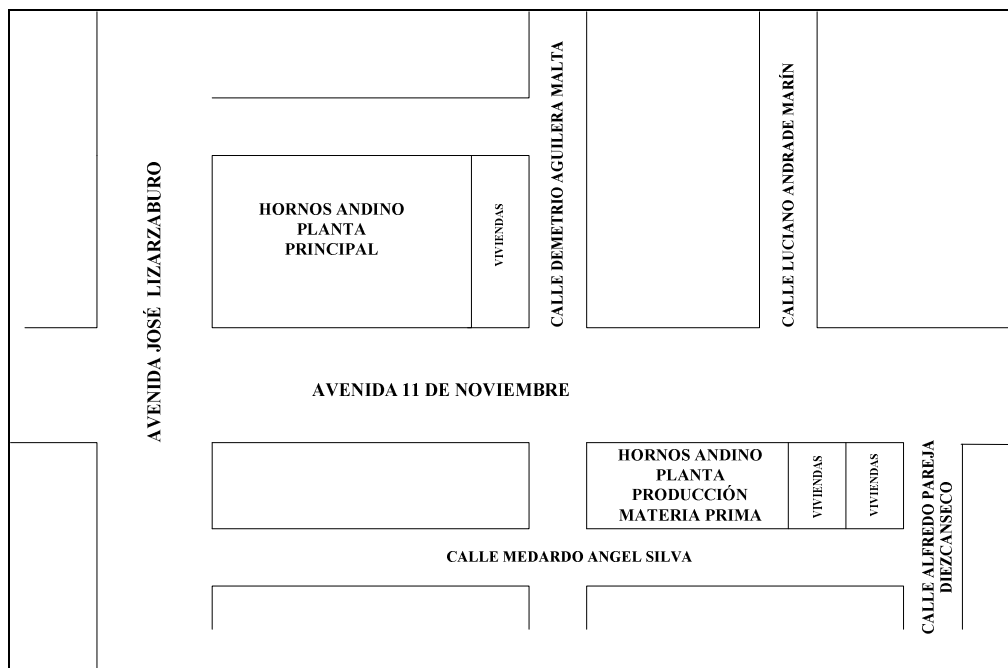 AVENIDA JOSÉ LIZARZABURO
HORNOS ANDINO
PLANTA
PRINCIPAL
VIVIENDAS
CALLE DEMETRIO AGUILERA MALTA
CALLE LUCIANO ANDRADE MARÍN
AVENIDA 11 DE NOVIEMBRE
HORNOS ANDINO
PLANTA
PRODUCCIÓN
MATERIA PRIMA
VIVIENDAS
VIVIENDAS
CALLE ALFREDO PAREJA
DIEZCANSECO
CALLE MEDARDO ANGEL SILVA